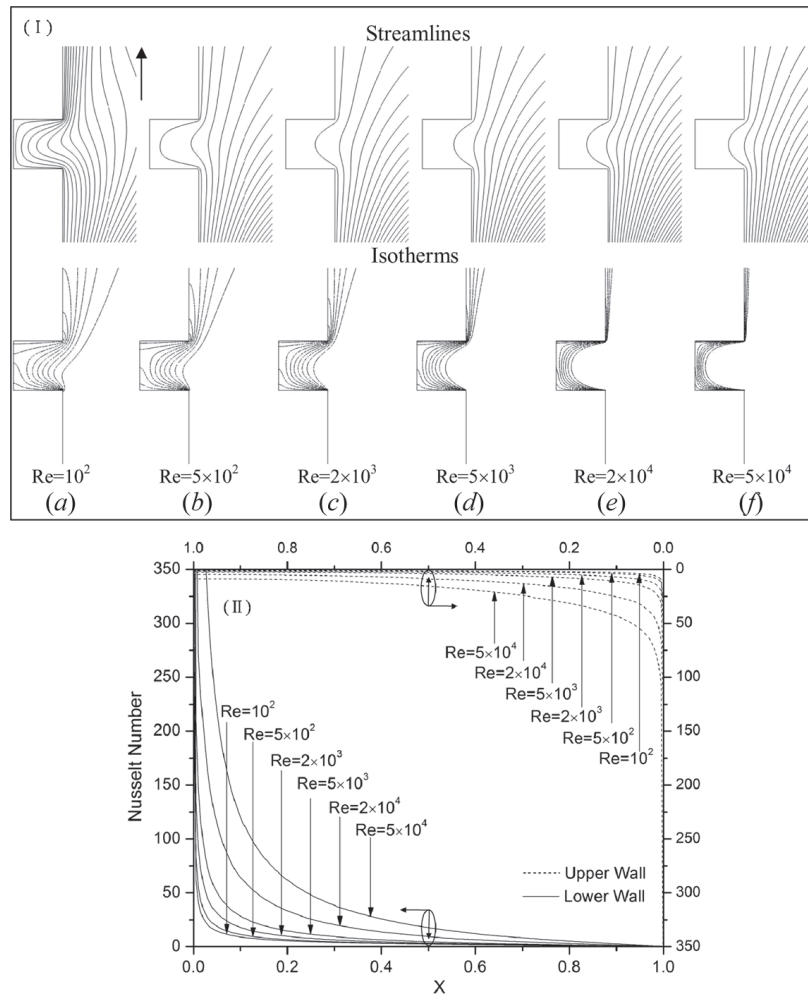 (I)
Streamlines
Isotherms
Re=10² Re=5×10² Re=2×10³ Re=5×10³ Re=2×10⁴ Re=5×10⁴
(a) (b) (c) (d) (e) (f)
1.0 0.8 0.6 0.4 0.2 0.0
350 0
(II)
300 50
Re=5×10⁴
Re=2×10⁴
250 100
Re=5×10³
Re=10²
Re=2×10³
Re=5×10²
Re=5×10²
200 150
Re=2×10³
Re=10²
Re=5×10³
150 200
Re=2×10⁴
Re=5×10⁴
100 250
Upper Wall
Lower Wall
50 300
0 350
0.0 0.2 0.4 0.6 0.8 1.0
X
Nusselt Number